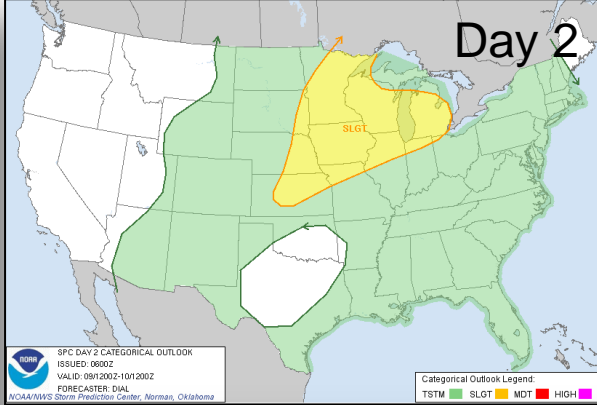 Day 2
SLGT
NOAA
SPC DAY 2 CATEGORICAL OUTLOOK
ISSUED: 0600Z
VALID: 09/1200Z-10/1200Z
FORECASTER: DIAL
NOAA/NWS Storm Prediction Center, Norman, Oklahoma
Categorical Outlook Legend:
TSTM SLGT MDT HIGH